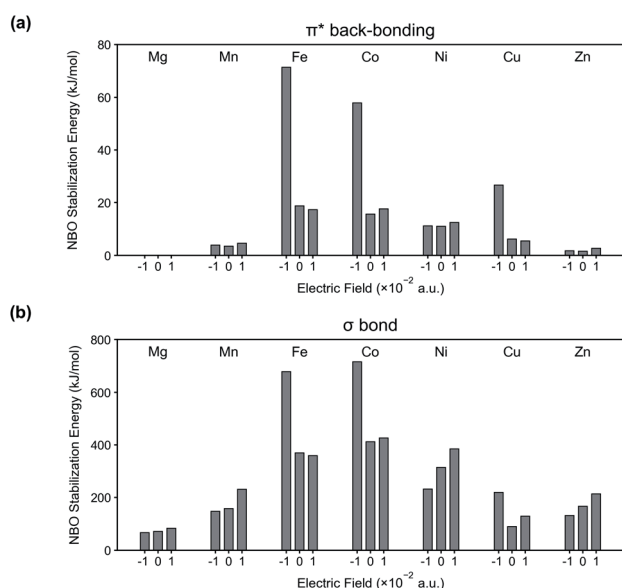 (a)
π* back-bonding
Mg Mn Fe Co Ni Cu Zn
80
60
40
20
0
NBO Stabilization Energy (kJ/mol)
-1 0 1 -1 0 1 -1 0 1 -1 0 1 -1 0 1 -1 0 1 -1 0 1
Electric Field (×10⁻² a.u.)
(b)
σ bond
Mg Mn Fe Co Ni Cu Zn
800
600
400
200
0
NBO Stabilization Energy (kJ/mol)
-1 0 1 -1 0 1 -1 0 1 -1 0 1 -1 0 1 -1 0 1 -1 0 1
Electric Field (×10⁻² a.u.)